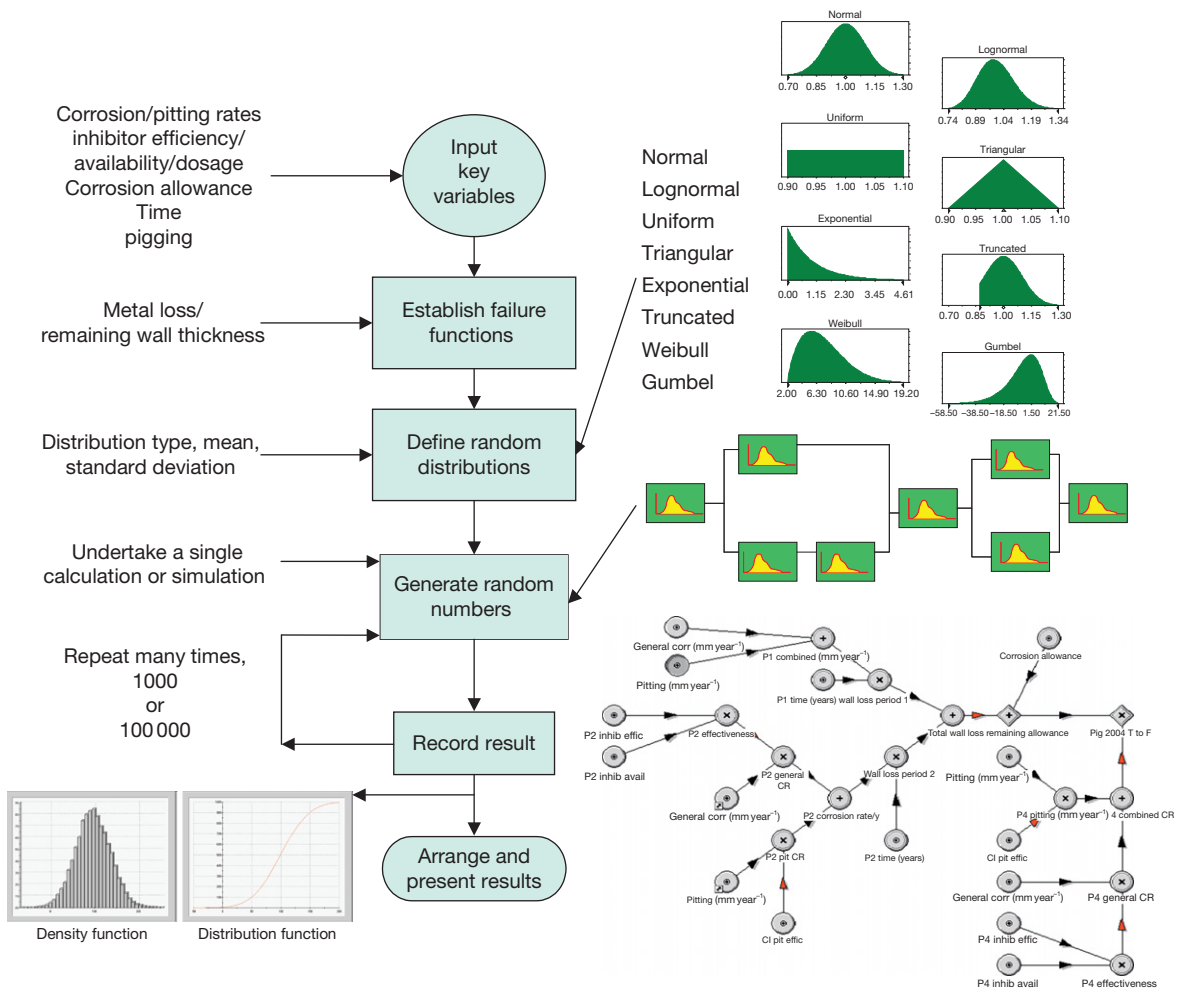 Corrosion/pitting rates
inhibitor efficiency/
availability/dosage
Corrosion allowance
Time
pigging
Input
key
variables
Metal loss/
remaining wall thickness
Establish failure
functions
Distribution type, mean,
standard deviation
Define random
distributions
Undertake a single
calculation or simulation
Generate random
numbers
Repeat many times,
1000
or
100 000
Record result
Arrange and
present results
Density function
Distribution function
Normal
Lognormal
Uniform
Triangular
Exponential
Truncated
Weibull
Gumbel
Normal
0.70 0.85 1.00 1.15 1.30
Lognormal
0.74 0.89 1.04 1.19 1.34
Uniform
0.90 0.95 1.00 1.05 1.10
Triangular
0.90 0.95 1.00 1.05 1.10
Exponential
0.00 1.15 2.30 3.45 4.61
Truncated
0.70 0.85 1.00 1.15 1.30
Weibull
2.00 6.30 10.60 14.90 19.20
Gumbel
−58.50 −38.50 −18.50 1.50 21.50
General corr (mm year⁻¹)
P1 combined (mm year⁻¹)
Pitting (mm year⁻¹)
P1 time (years) wall loss period 1
Corrosion allowance
P2 inhib effic
P2 effectiveness
P2 inhib avail
Total wall loss remaining allowance
Pig 2004 T to F
P2 general
CR
Wall loss period 2
Pitting (mm year⁻¹)
General corr (mm year⁻¹)
P2 corrosion rate/y
P4 pitting (mm year⁻¹) 4 combined CR
P2 pit CR
P2 time (years)
CI pit effic
Pitting (mm year⁻¹)
General corr (mm year⁻¹)
P4 general CR
CI pit effic
P4 inhib effic
P4 inhib avail
P4 effectiveness